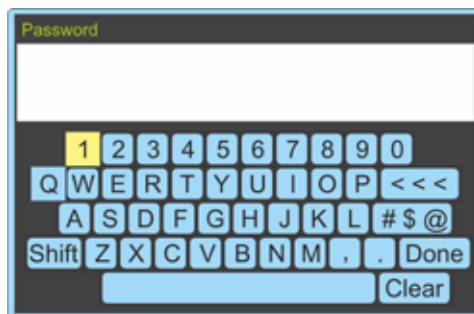 Password
1 2 3 4 5 6 7 8 9 0
Q W E R T Y U I O P <<<
A S D F G H J K L #$@
Shift Z X C V B N M , . Done
Clear